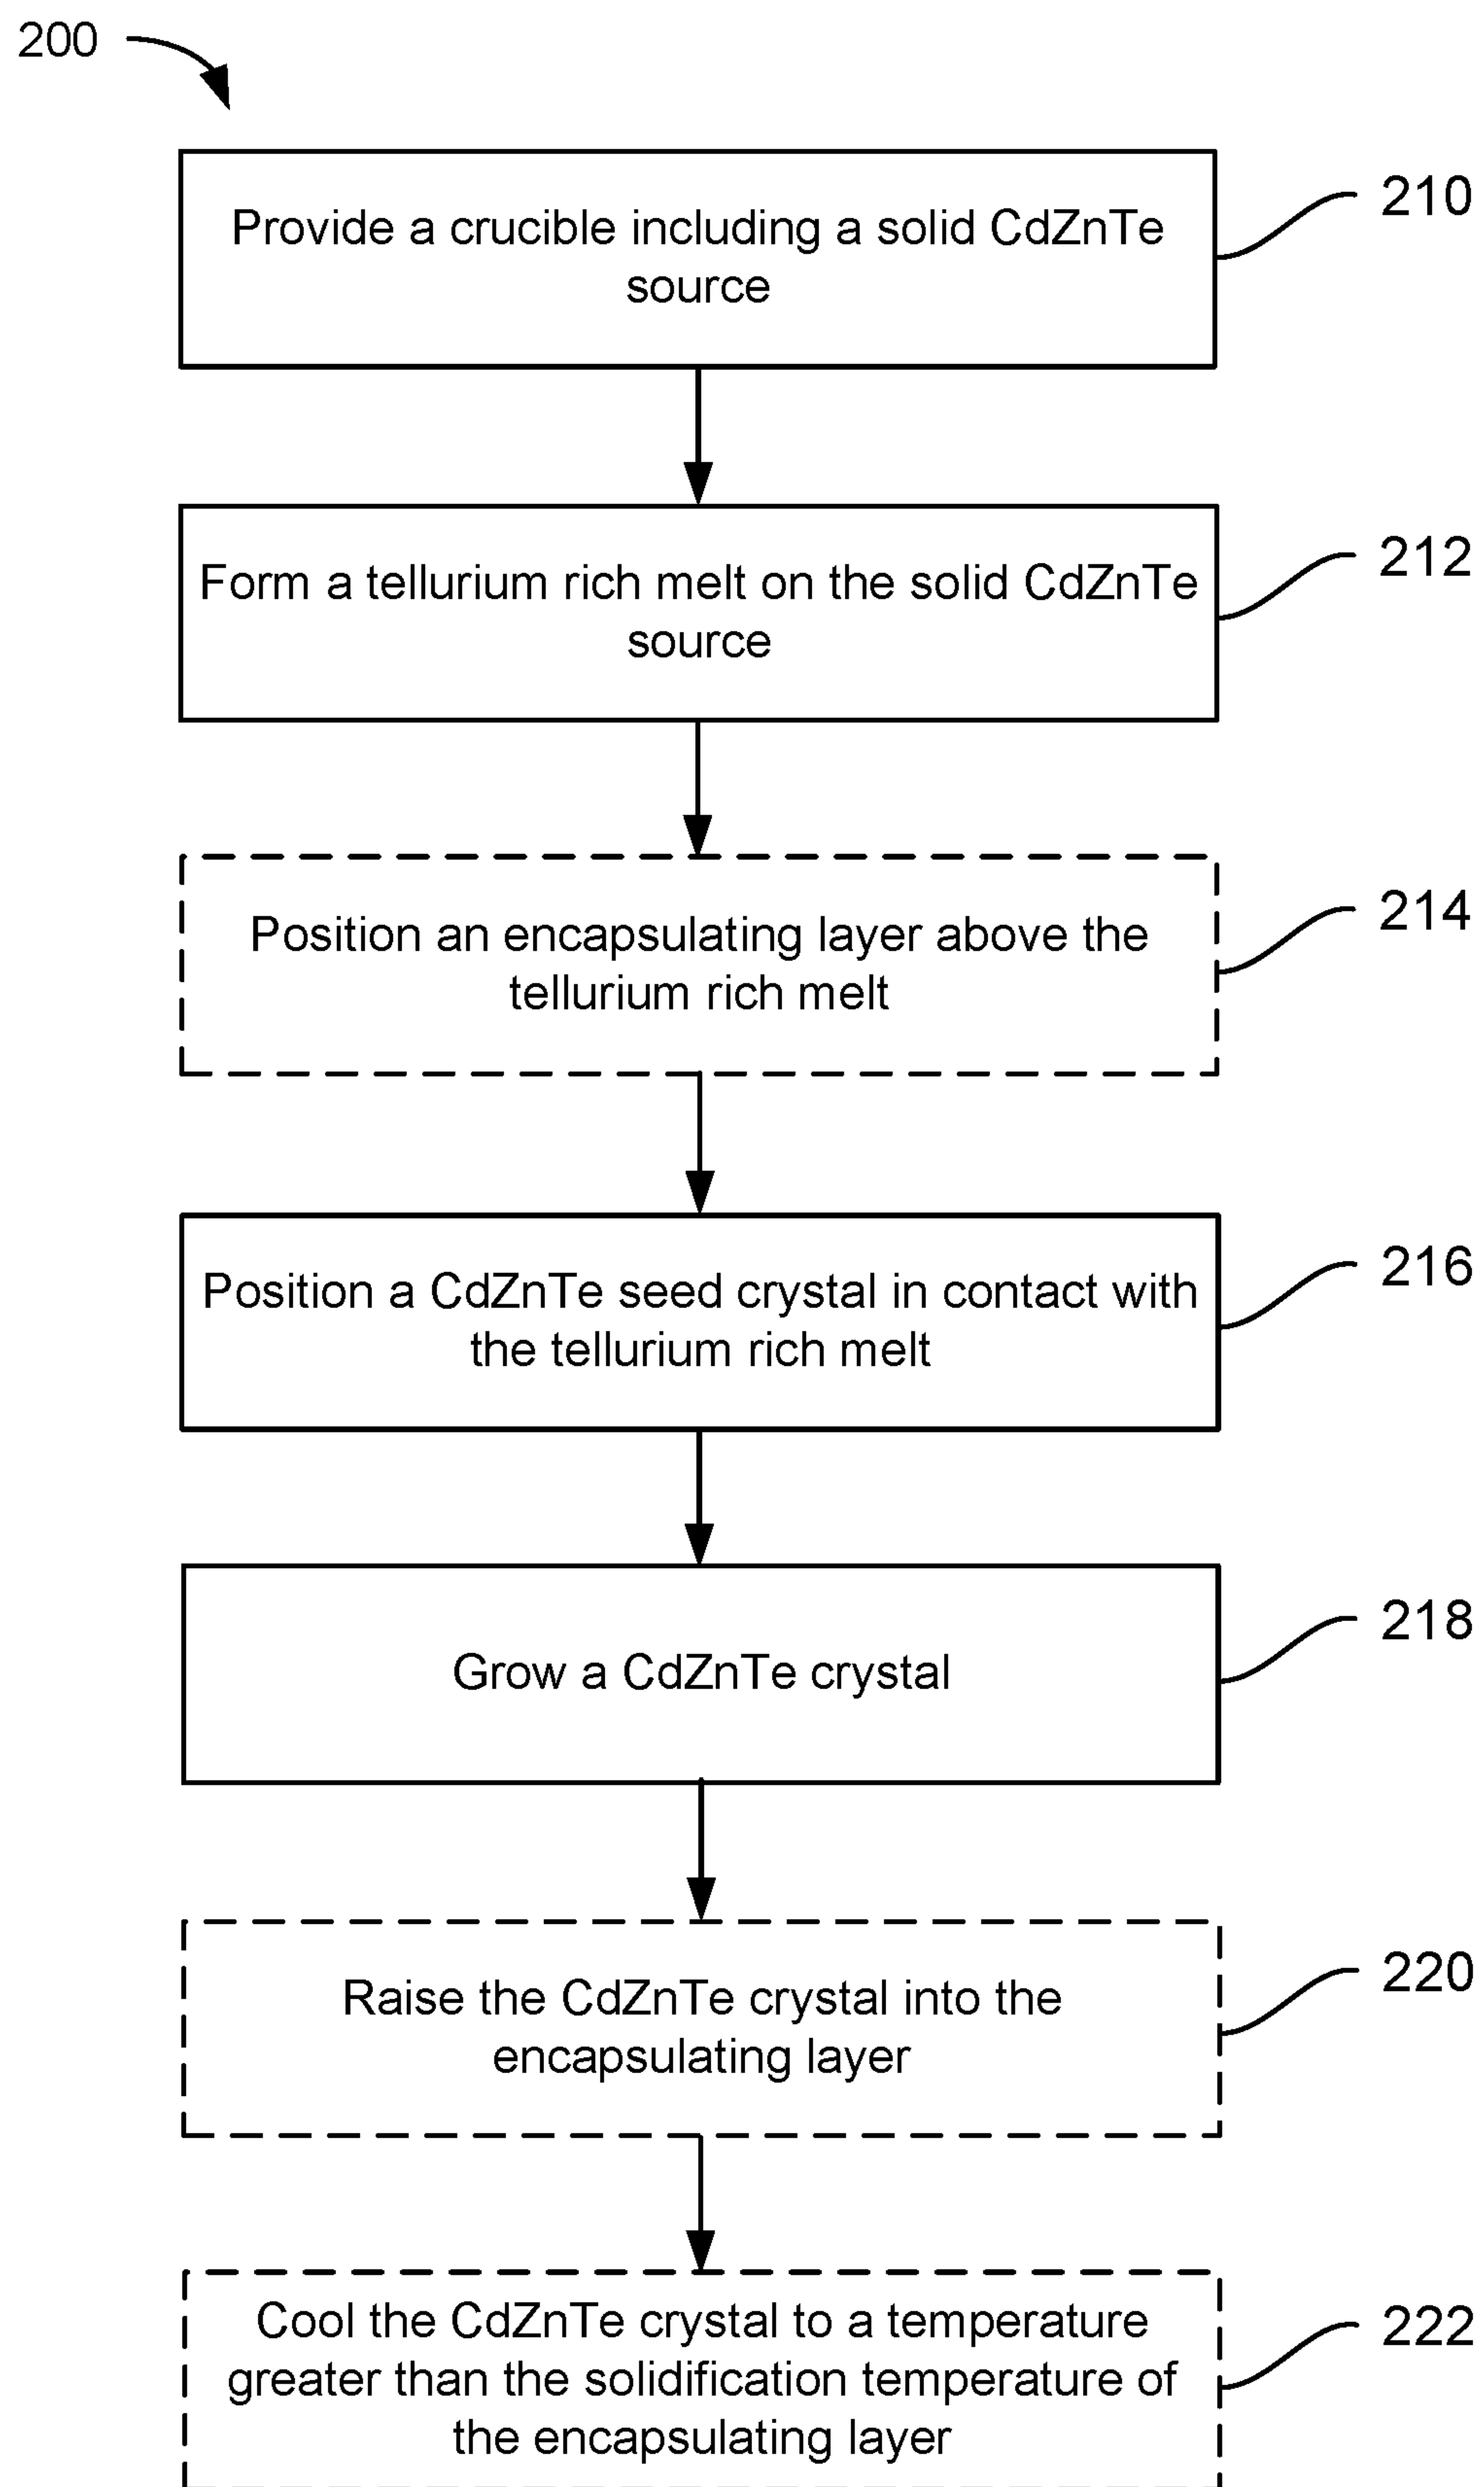 200
Provide a crucible including a solid CdZnTe
source
210
Form a tellurium rich melt on the solid CdZnTe
source
212
Position an encapsulating layer above the
tellurium rich melt
214
Position a CdZnTe seed crystal in contact with
the tellurium rich melt
216
Grow a CdZnTe crystal
218
Raise the CdZnTe crystal into the
encapsulating layer
220
Cool the CdZnTe crystal to a temperature
greater than the solidification temperature of
the encapsulating layer
222